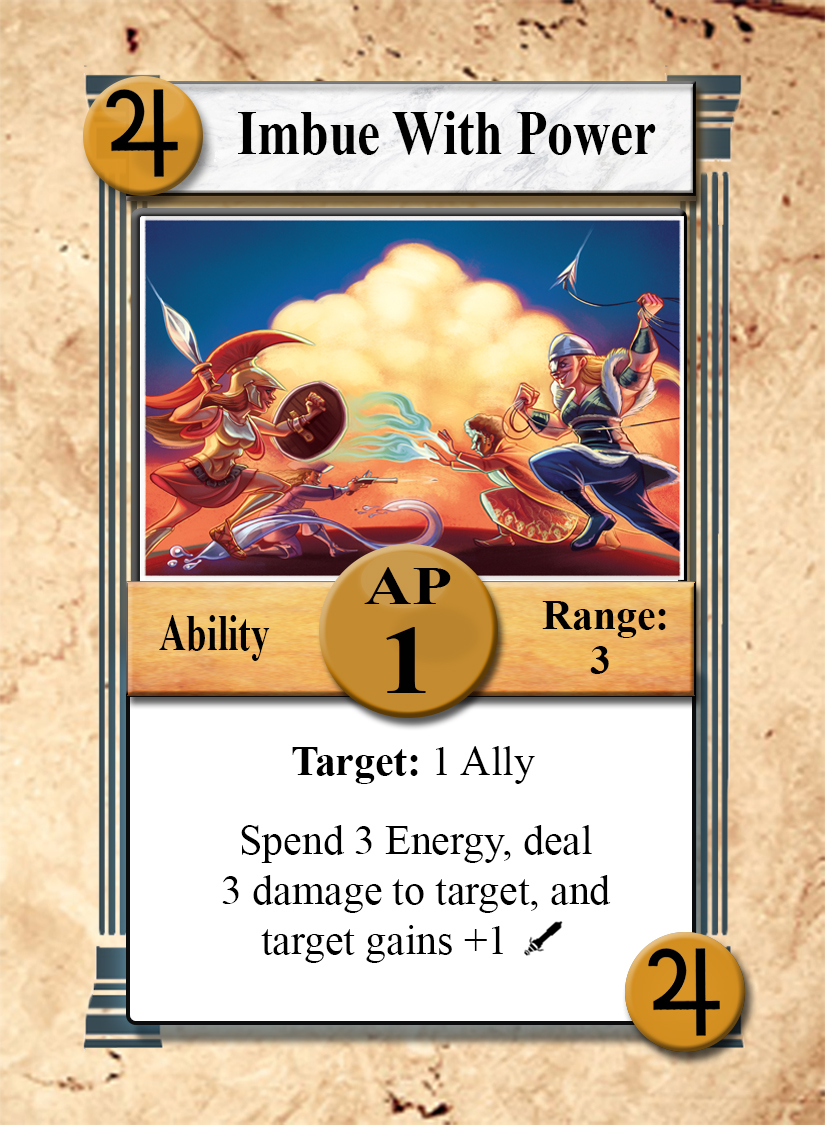 ♃ Imbue With Power
AP
1
Ability
Range:
3
Target: 1 Ally
Spend 3 Energy, deal
3 damage to target, and
target gains +1
♃